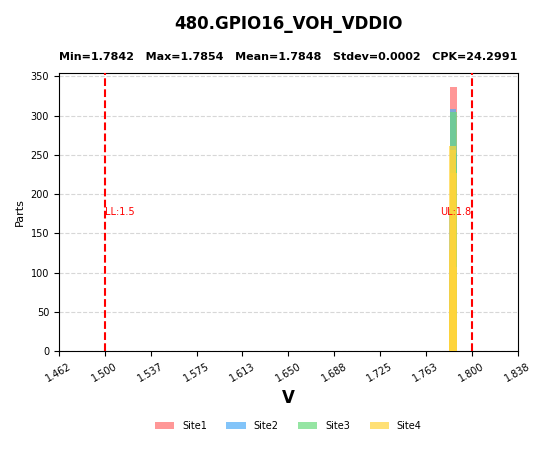 480.GPIO16_VOH_VDDIO
Min=1.7842 Max=1.7854 Mean=1.7848 Stdev=0.0002 CPK=24.2991
350
300
250
200
150
100
50
0
Parts
LL:1.5
UL:1.8
1.462 1.500 1.537 1.575 1.613 1.650 1.688 1.725 1.763 1.800 1.838
V
Site1 Site2 Site3 Site4